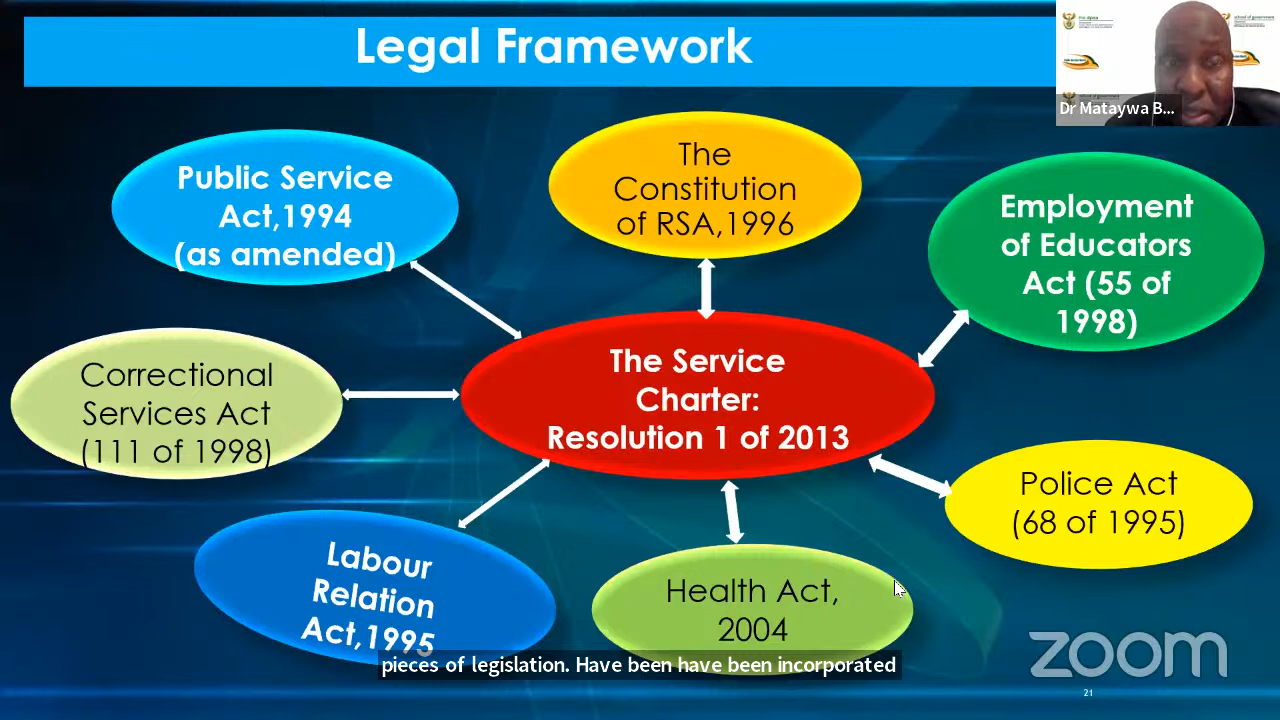 Legal Framework
Dr Mataywa B...
Public Service
Act,1994
(as amended)
The
Constitution
of RSA,1996
Employment
of Educators
Act (55 of
1998)
Correctional
Services Act
(111 of 1998)
The Service
Charter:
Resolution 1 of 2013
Police Act
(68 of 1995)
Labour
Relation
Act,1995
Health Act,
2004
pieces of legislation. Have been have been incorporated
zoom
21